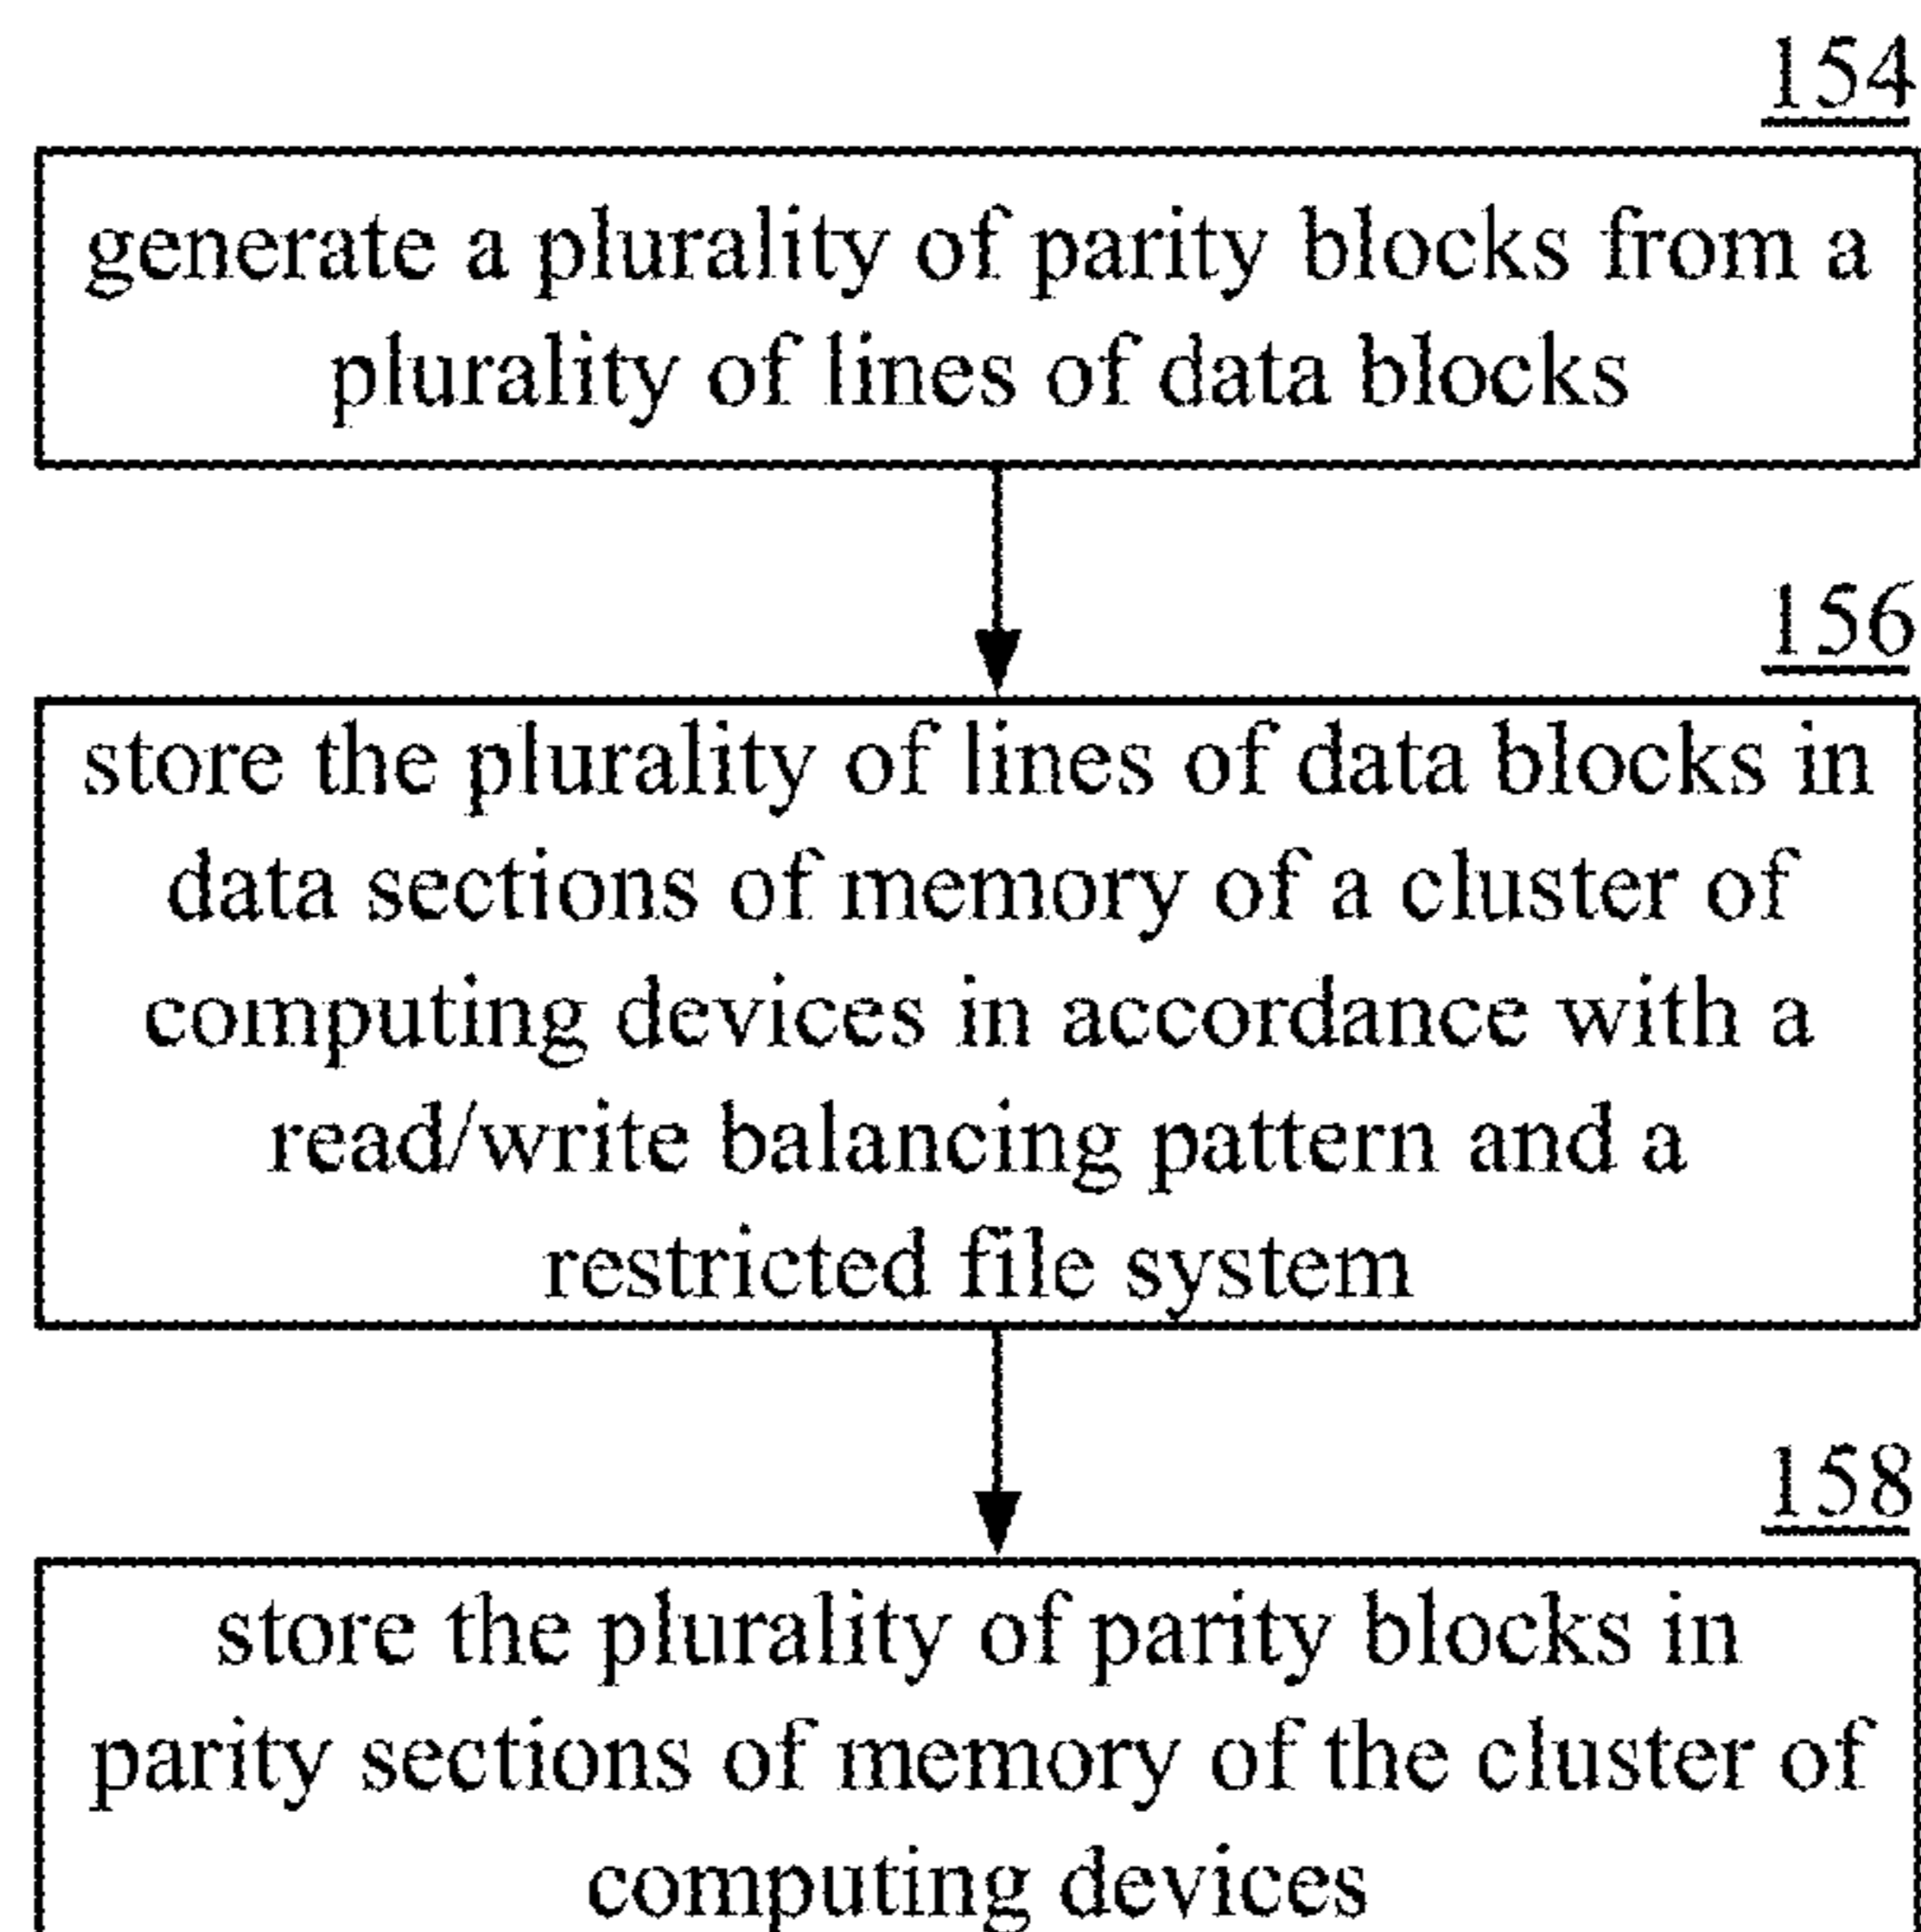 154
generate a plurality of parity blocks from a
plurality of lines of data blocks
156
store the plurality of lines of data blocks in
data sections of memory of a cluster of
computing devices in accordance with a
read/write balancing pattern and a
restricted file system
158
store the plurality of parity blocks in
parity sections of memory of the cluster of
computing devices